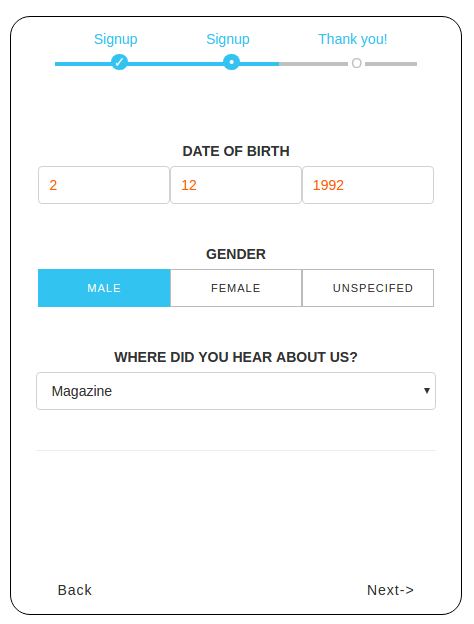 Signup Signup Thank you!
DATE OF BIRTH
2 12 1992
GENDER
MALE FEMALE UNSPECIFED
WHERE DID YOU HEAR ABOUT US?
Magazine
Back Next->